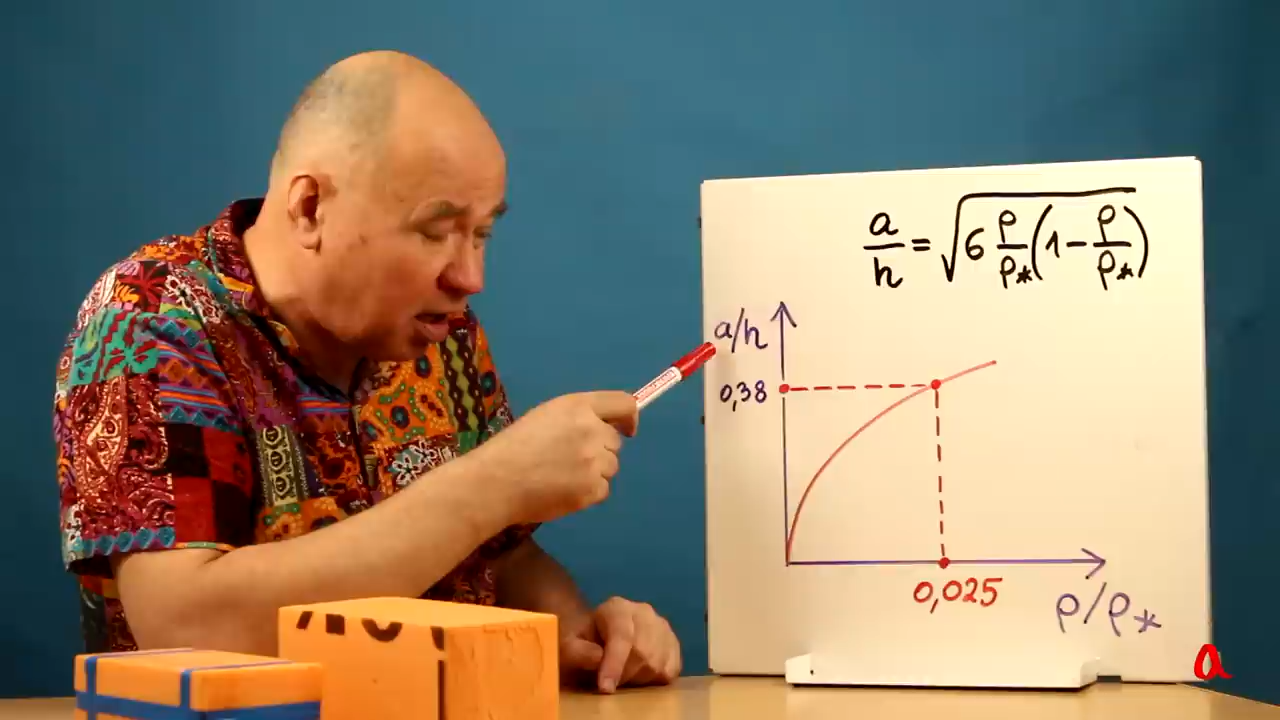 a/h = √(6 ρ/ρ* (1 − ρ/ρ*))
a/h
0,38
0,025
ρ/ρ*
a